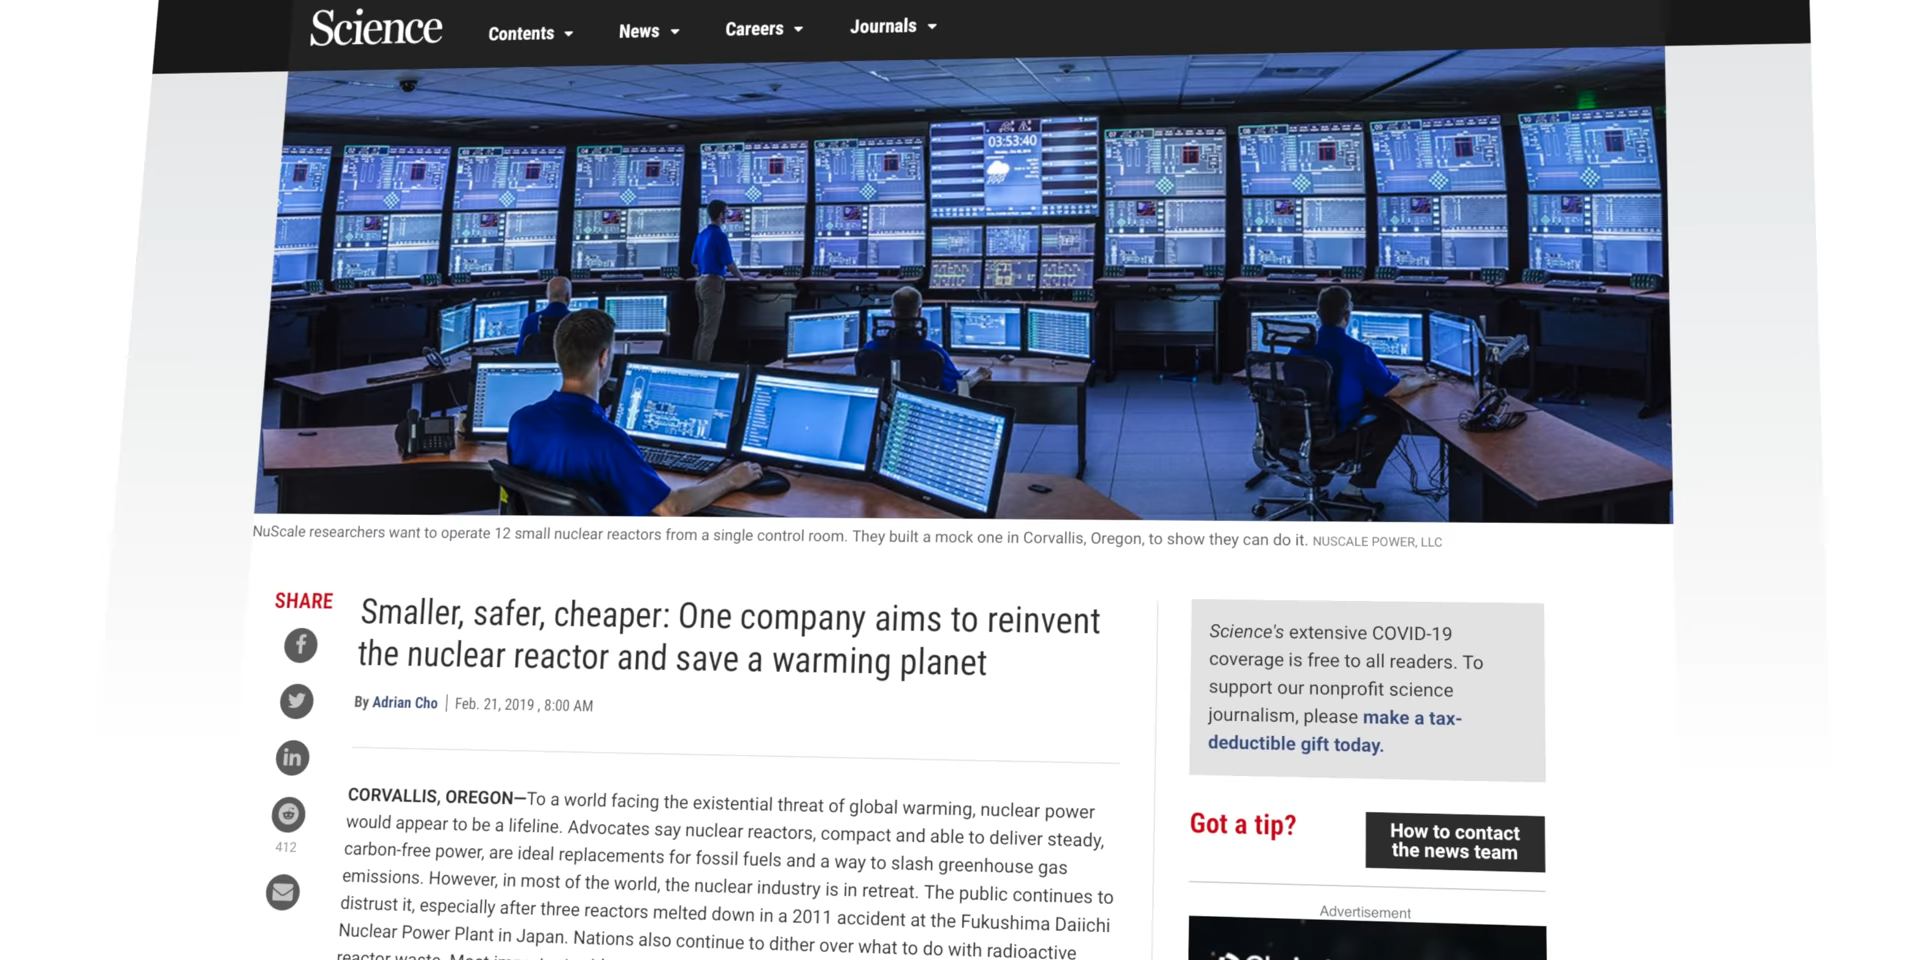 Science
Contents
News
Careers
Journals
03:53:40
NuScale researchers want to operate 12 small nuclear reactors from a single control room. They built a mock one in Corvallis, Oregon, to show they can do it. NUSCALE POWER, LLC
SHARE
412
Smaller, safer, cheaper: One company aims to reinvent
the nuclear reactor and save a warming planet
By Adrian Cho | Feb. 21, 2019 , 8:00 AM
CORVALLIS, OREGON—To a world facing the existential threat of global warming, nuclear power
would appear to be a lifeline. Advocates say nuclear reactors, compact and able to deliver steady,
carbon-free power, are ideal replacements for fossil fuels and a way to slash greenhouse gas
emissions. However, in most of the world, the nuclear industry is in retreat. The public continues to
distrust it, especially after three reactors melted down in a 2011 accident at the Fukushima Daiichi
Nuclear Power Plant in Japan. Nations also continue to dither over what to do with radioactive
reactor waste.
Science's extensive COVID-19
coverage is free to all readers. To
support our nonprofit science
journalism, please make a tax-
deductible gift today.
Got a tip?
How to contact
the news team
Advertisement